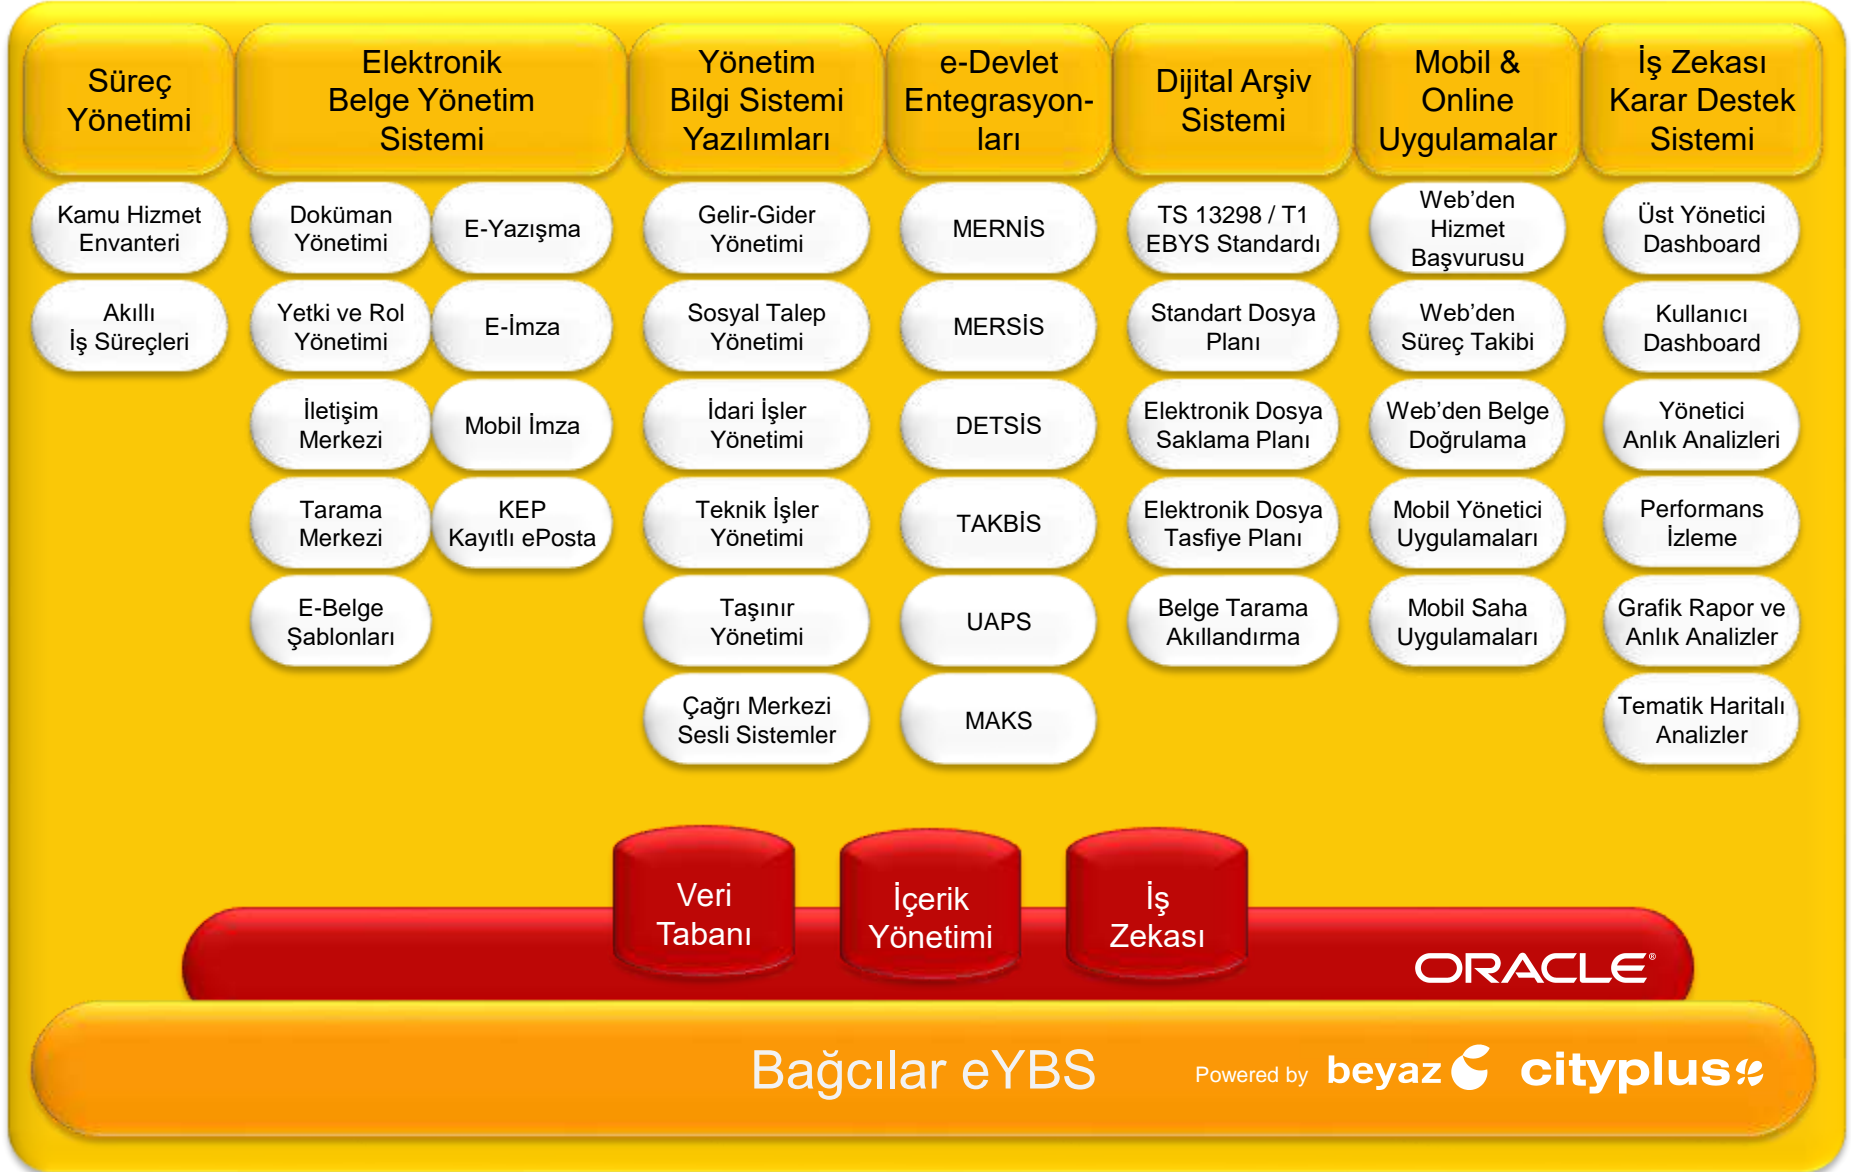 Süreç
Yönetimi
Elektronik
Belge Yönetim
Sistemi
Yönetim
Bilgi Sistemi
Yazılımları
e-Devlet
Entegrasyon-
ları
Dijital Arşiv
Sistemi
Mobil &
Online
Uygulamalar
İş Zekası
Karar Destek
Sistemi
Kamu Hizmet
Envanteri
Akıllı
İş Süreçleri
Doküman
Yönetimi
Yetki ve Rol
Yönetimi
İletişim
Merkezi
Tarama
Merkezi
E-Belge
Şablonları
E-Yazışma
E-İmza
Mobil İmza
KEP
Kayıtlı ePosta
Gelir-Gider
Yönetimi
Sosyal Talep
Yönetimi
İdari İşler
Yönetimi
Teknik İşler
Yönetimi
Taşınır
Yönetimi
Çağrı Merkezi
Sesli Sistemler
MERNİS
MERSİS
DETSİS
TAKBİS
UAPS
MAKS
TS 13298 / T1
EBYS Standardı
Standart Dosya
Planı
Elektronik Dosya
Saklama Planı
Elektronik Dosya
Tasfiye Planı
Belge Tarama
Akıllandırma
Web’den
Hizmet
Başvurusu
Web’den
Süreç Takibi
Web’den Belge
Doğrulama
Mobil Yönetici
Uygulamaları
Mobil Saha
Uygulamaları
Üst Yönetici
Dashboard
Kullanıcı
Dashboard
Yönetici
Anlık Analizleri
Performans
İzleme
Grafik Rapor ve
Anlık Analizler
Tematik Haritalı
Analizler
Veri
Tabanı
İçerik
Yönetimi
İş
Zekası
ORACLE®
Bağcılar eYBS
Powered by beyaz cityplus